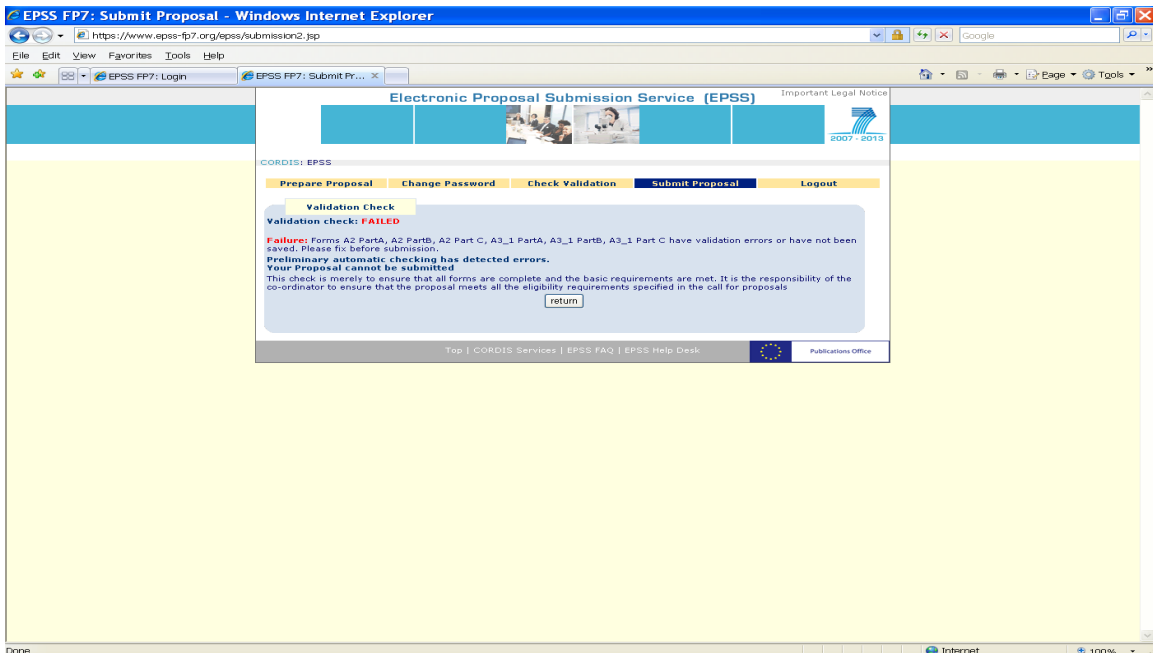 EPSS FP7: Submit Proposal - Windows Internet Explorer
https://www.epss-fp7.org/epss/submission2.jsp
Google
File Edit View Favorites Tools Help
EPSS FP7: Login
EPSS FP7: Submit Pr...
Page
Tools
Electronic Proposal Submission Service (EPSS)
Important Legal Notice
2007 - 2013
CORDIS: EPSS
Prepare Proposal Change Password Check Validation Submit Proposal Logout
Validation Check
Validation check: FAILED
Failure: Forms A2 PartA, A2 PartB, A2 Part C, A3_1 PartA, A3_1 PartB, A3_1 Part C have validation errors or have not been
saved. Please fix before submission.
Preliminary automatic checking has detected errors.
Your Proposal cannot be submitted
This check is merely to ensure that all forms are complete and the basic requirements are met. It is the responsibility of the
co-ordinator to ensure that the proposal meets all the eligibility requirements specified in the call for proposals
return
Top | CORDIS Services | EPSS FAQ | EPSS Help Desk
Publications Office
Done
Internet
100%